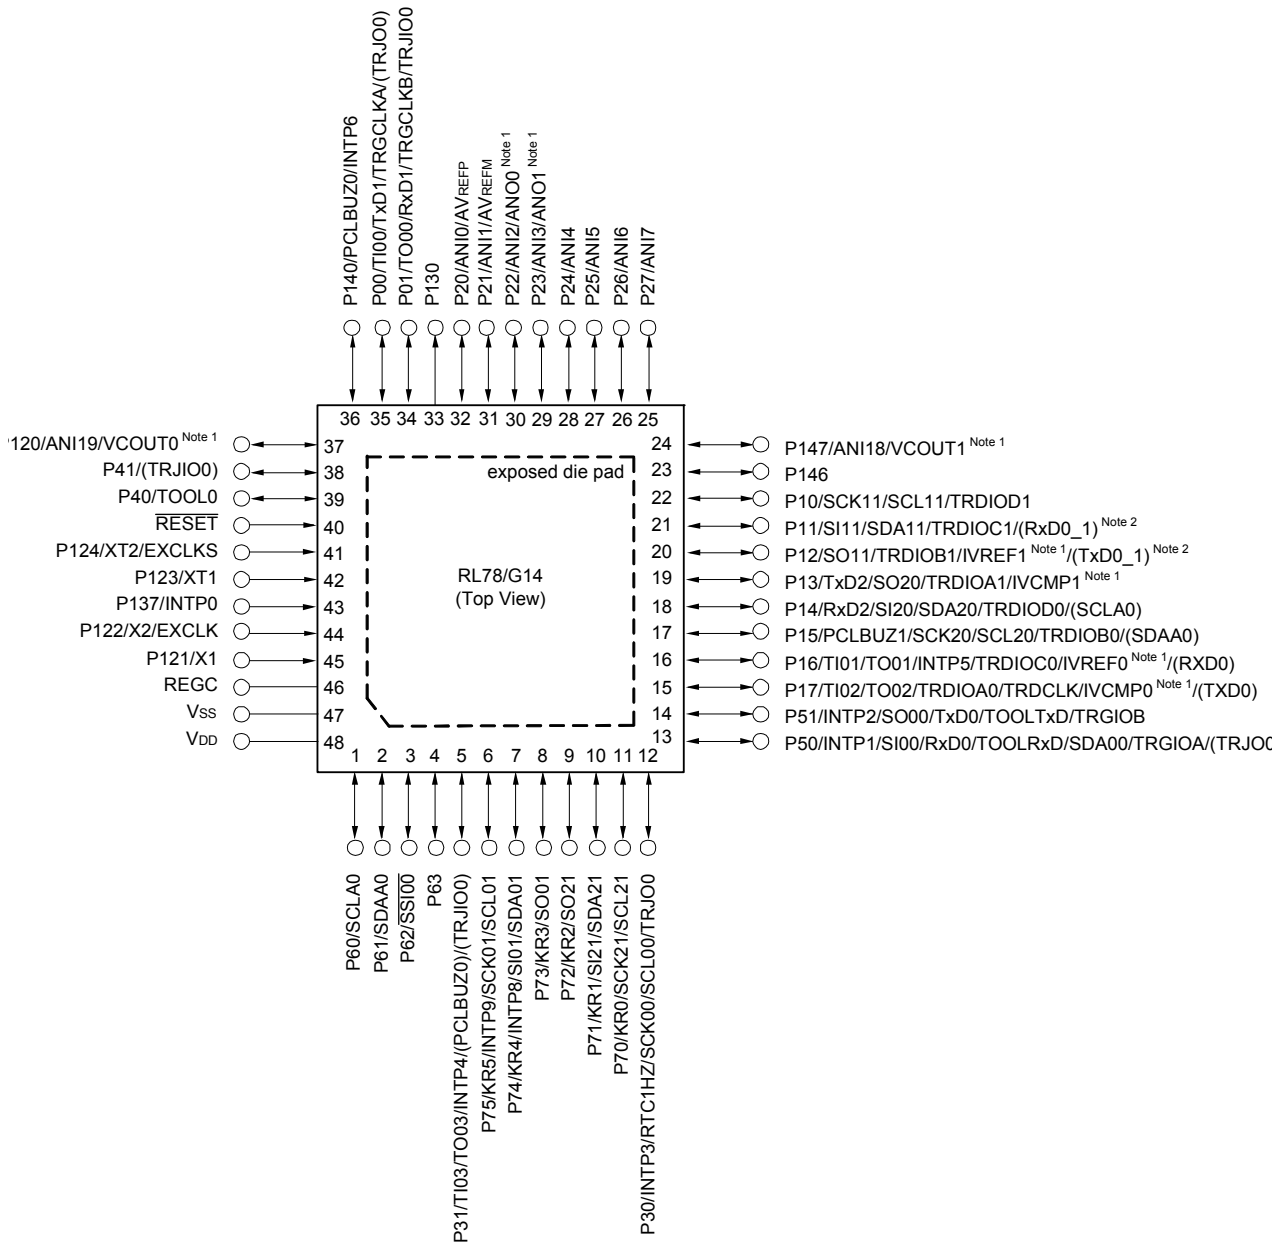 P140/PCLBUZ0/INTP6
P00/TI00/TxD1/TRGCLKA/(TRJO0)
P01/TO00/RxD1/TRGCLKB/TRJIO0
P130
P20/ANI0/AVREFP
P21/ANI1/AVREFM
P22/ANI2/ANO0 Note 1
P23/ANI3/ANO1 Note 1
P24/ANI4
P25/ANI5
P26/ANI6
P27/ANI7
36 35 34 33 32 31 30 29 28 27 26 25
120/ANI19/VCOUT0 Note 1
P41/(TRJIO0)
P40/TOOL0
RESET
P124/XT2/EXCLKS
P123/XT1
P137/INTP0
P122/X2/EXCLK
P121/X1
REGC
VSS
VDD
37
38
39
40
41
42
43
44
45
46
47
48
exposed die pad
RL78/G14
(Top View)
24
23
22
21
20
19
18
17
16
15
14
13
P147/ANI18/VCOUT1 Note 1
P146
P10/SCK11/SCL11/TRDIOD1
P11/SI11/SDA11/TRDIOC1/(RxD0_1) Note 2
P12/SO11/TRDIOB1/IVREF1 Note 1/(TxD0_1) Note 2
P13/TxD2/SO20/TRDIOA1/IVCMP1 Note 1
P14/RxD2/SI20/SDA20/TRDIOD0/(SCLA0)
P15/PCLBUZ1/SCK20/SCL20/TRDIOB0/(SDAA0)
P16/TI01/TO01/INTP5/TRDIOC0/IVREF0 Note 1/(RXD0)
P17/TI02/TO02/TRDIOA0/TRDCLK/IVCMP0 Note 1/(TXD0)
P51/INTP2/SO00/TxD0/TOOLTxD/TRGIOB
P50/INTP1/SI00/RxD0/TOOLRxD/SDA00/TRGIOA/(TRJO0
1 2 3 4 5 6 7 8 9 10 11 12
P60/SCLA0
P61/SDAA0
P62/SSI00
P63
P31/TI03/TO03/INTP4/(PCLBUZ0)/(TRJIO0)
P75/KR5/INTP9/SCK01/SCL01
P74/KR4/INTP8/SI01/SDA01
P73/KR3/SO01
P72/KR2/SO21
P71/KR1/SI21/SDA21
P70/KR0/SCK21/SCL21
P30/INTP3/RTC1HZ/SCK00/SCL00/TRJO0